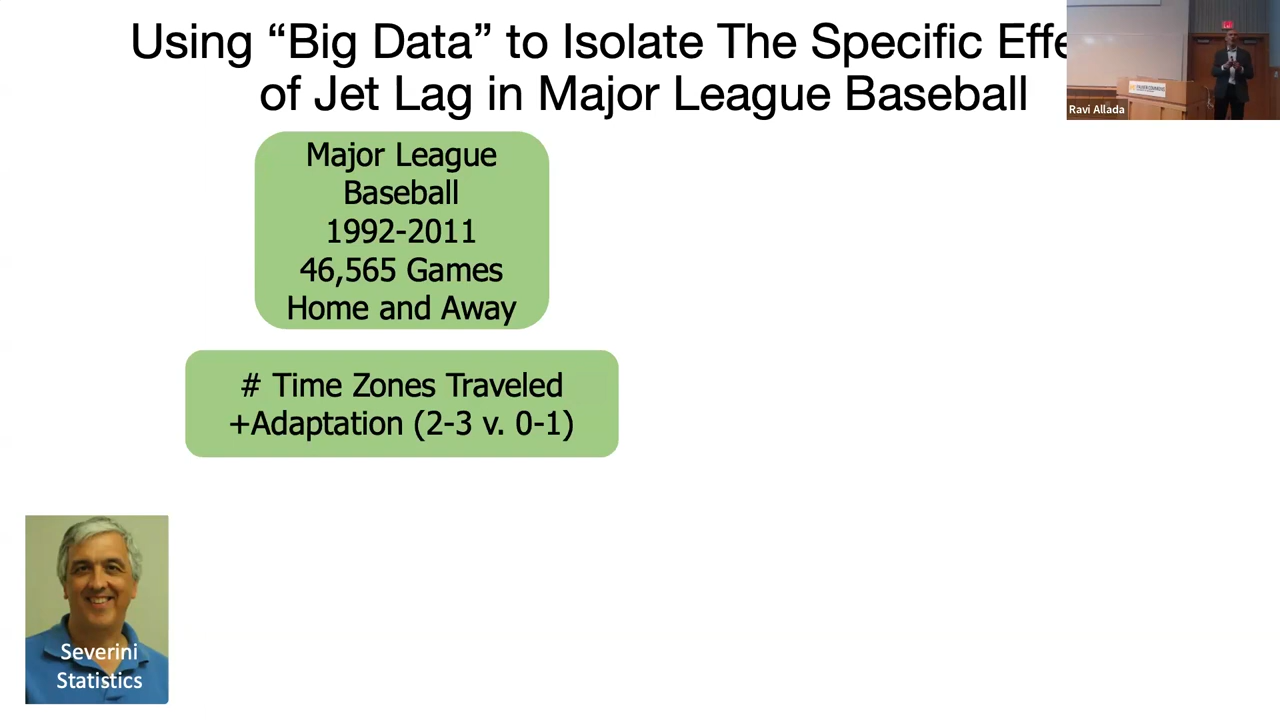 Using “Big Data” to Isolate The Specific Effe
of Jet Lag in Major League Baseball
Ravi Allada
Major League
Baseball
1992-2011
46,565 Games
Home and Away
# Time Zones Traveled
+Adaptation (2-3 v. 0-1)
Severini
Statistics